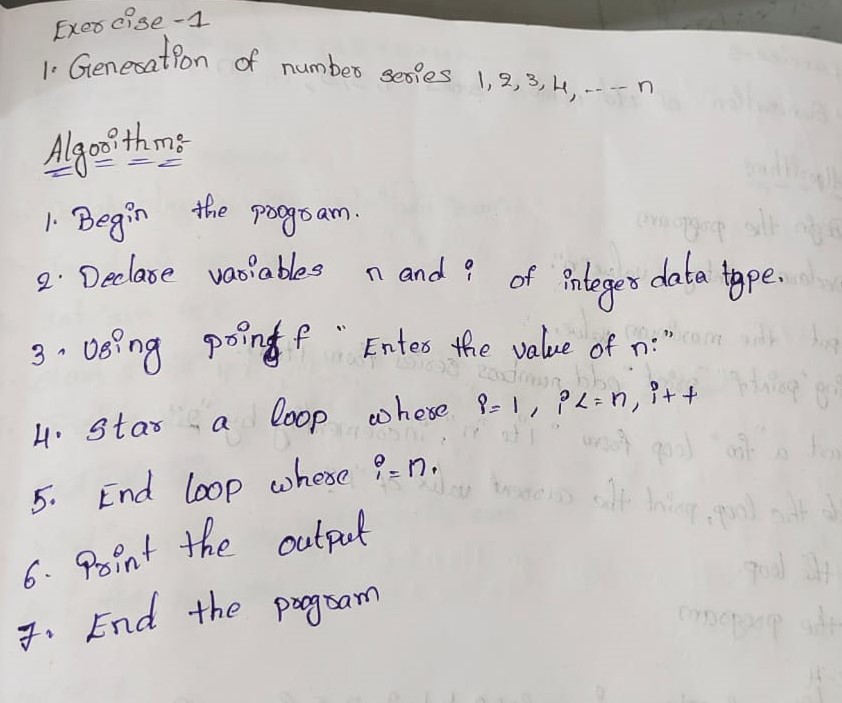 Exercise - 1
1. Generation of number series 1, 2, 3, 4, ---- n
Algorithm:-
1. Begin the program.
2. Declare variables n and i of integer data type.
3. Using printf " Enter the value of n:"
4. Star a loop where i=1, i<=n, i++
5. End loop where i=n.
6. Print the output
7. End the program